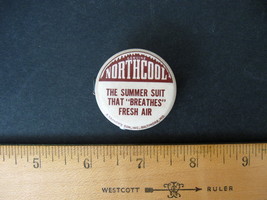 NORTHCOOL
THE SUMMER SUIT
THAT "BREATHES"
FRESH AIR
5 6 7 8 9
WESTCOTT RULER